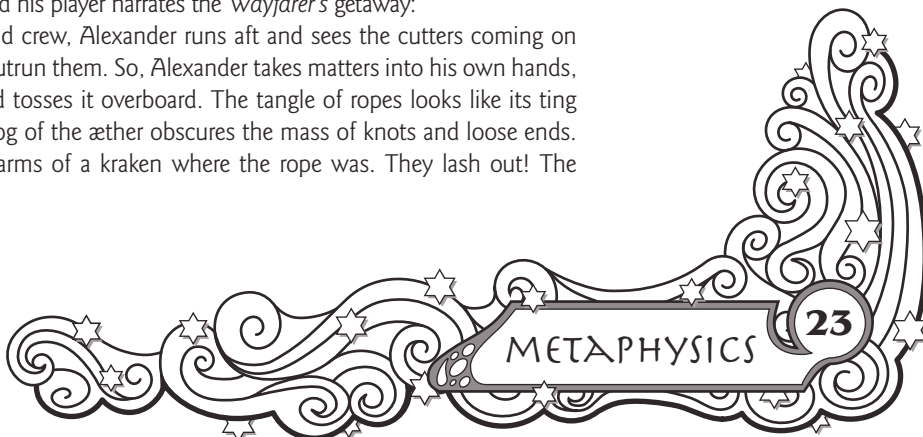 d his player narrates the Wayfarer's getaway:
d crew, Alexander runs aft and sees the cutters coming on
utrun them. So, Alexander takes matters into his own hands,
d tosses it overboard. The tangle of ropes looks like its ting
og of the æther obscures the mass of knots and loose ends.
arms of a kraken where the rope was. They lash out! The
METAPHYSICS
23